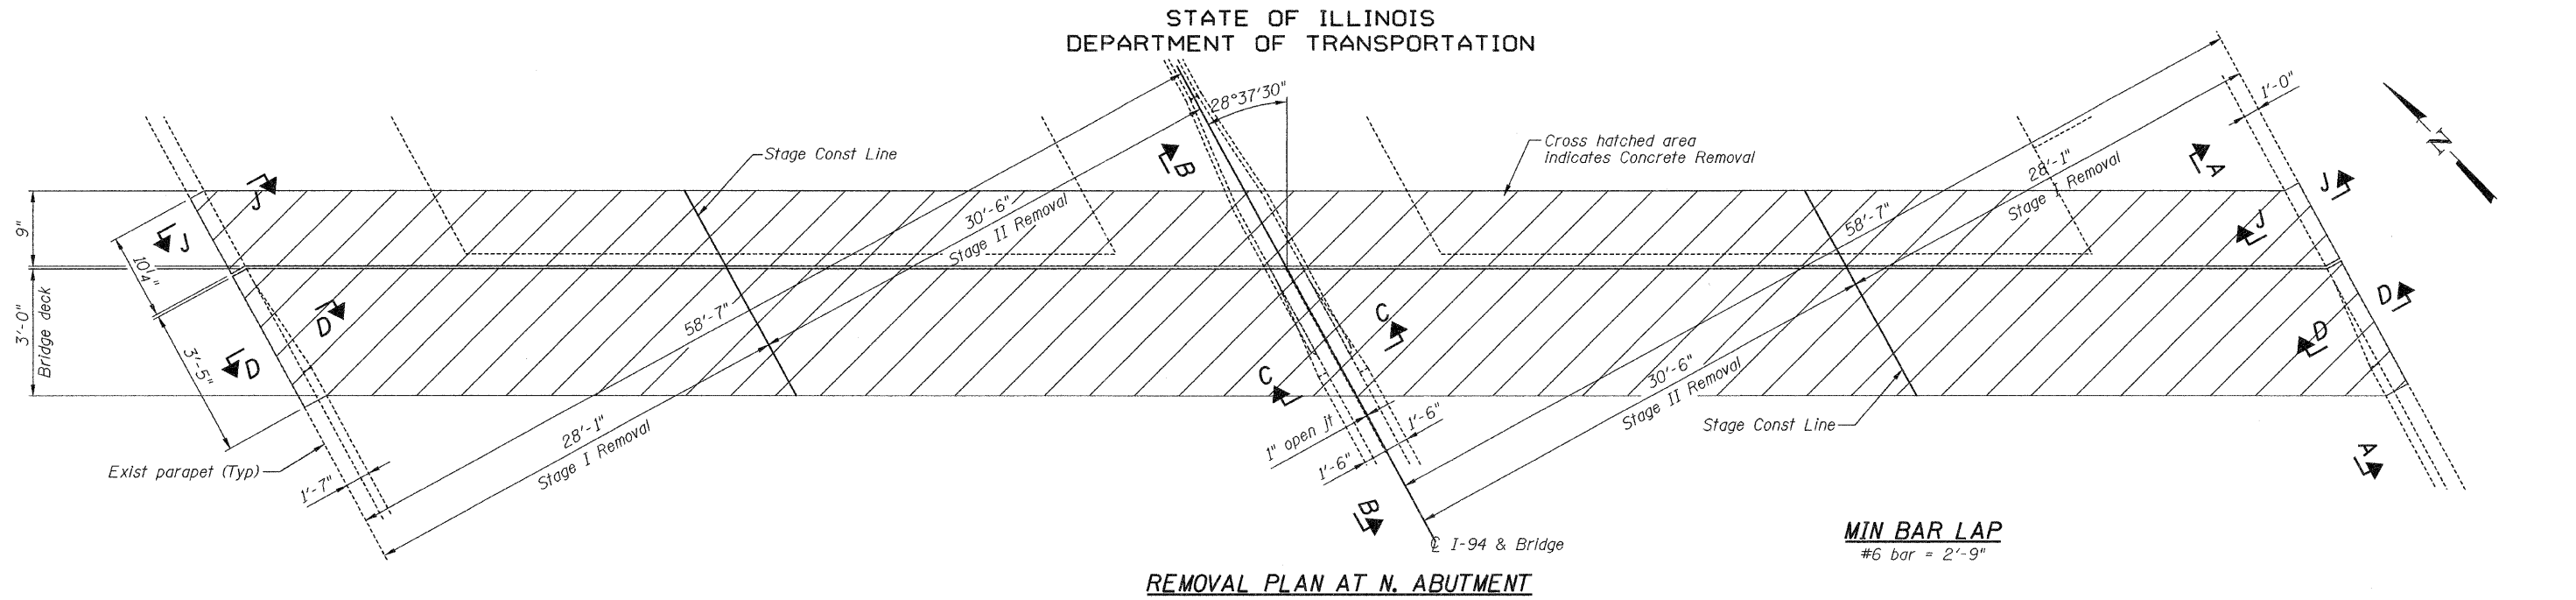 STATE OF ILLINOIS
DEPARTMENT OF TRANSPORTATION
28°37'30"
1'-0"
Stage Const Line
Cross hatched area
indicates Concrete Removal
B
A
J
J
J
J
9"
10 1/4"
30'-6"
Stage II Removal
28'-1"
Stage I Removal
58'-7"
3'-0"
Bridge deck
3'-5"
D
D
58'-7"
C
C
D
D
28'-1"
Stage I Removal
30'-6"
Stage II Removal
1" open jt
1'-6"
1'-6"
Stage Const Line
Exist parapet (Typ)
1'-7"
A
B
℄ I-94 & Bridge
N
MIN BAR LAP
#6 bar = 2'-9"
REMOVAL PLAN AT N. ABUTMENT